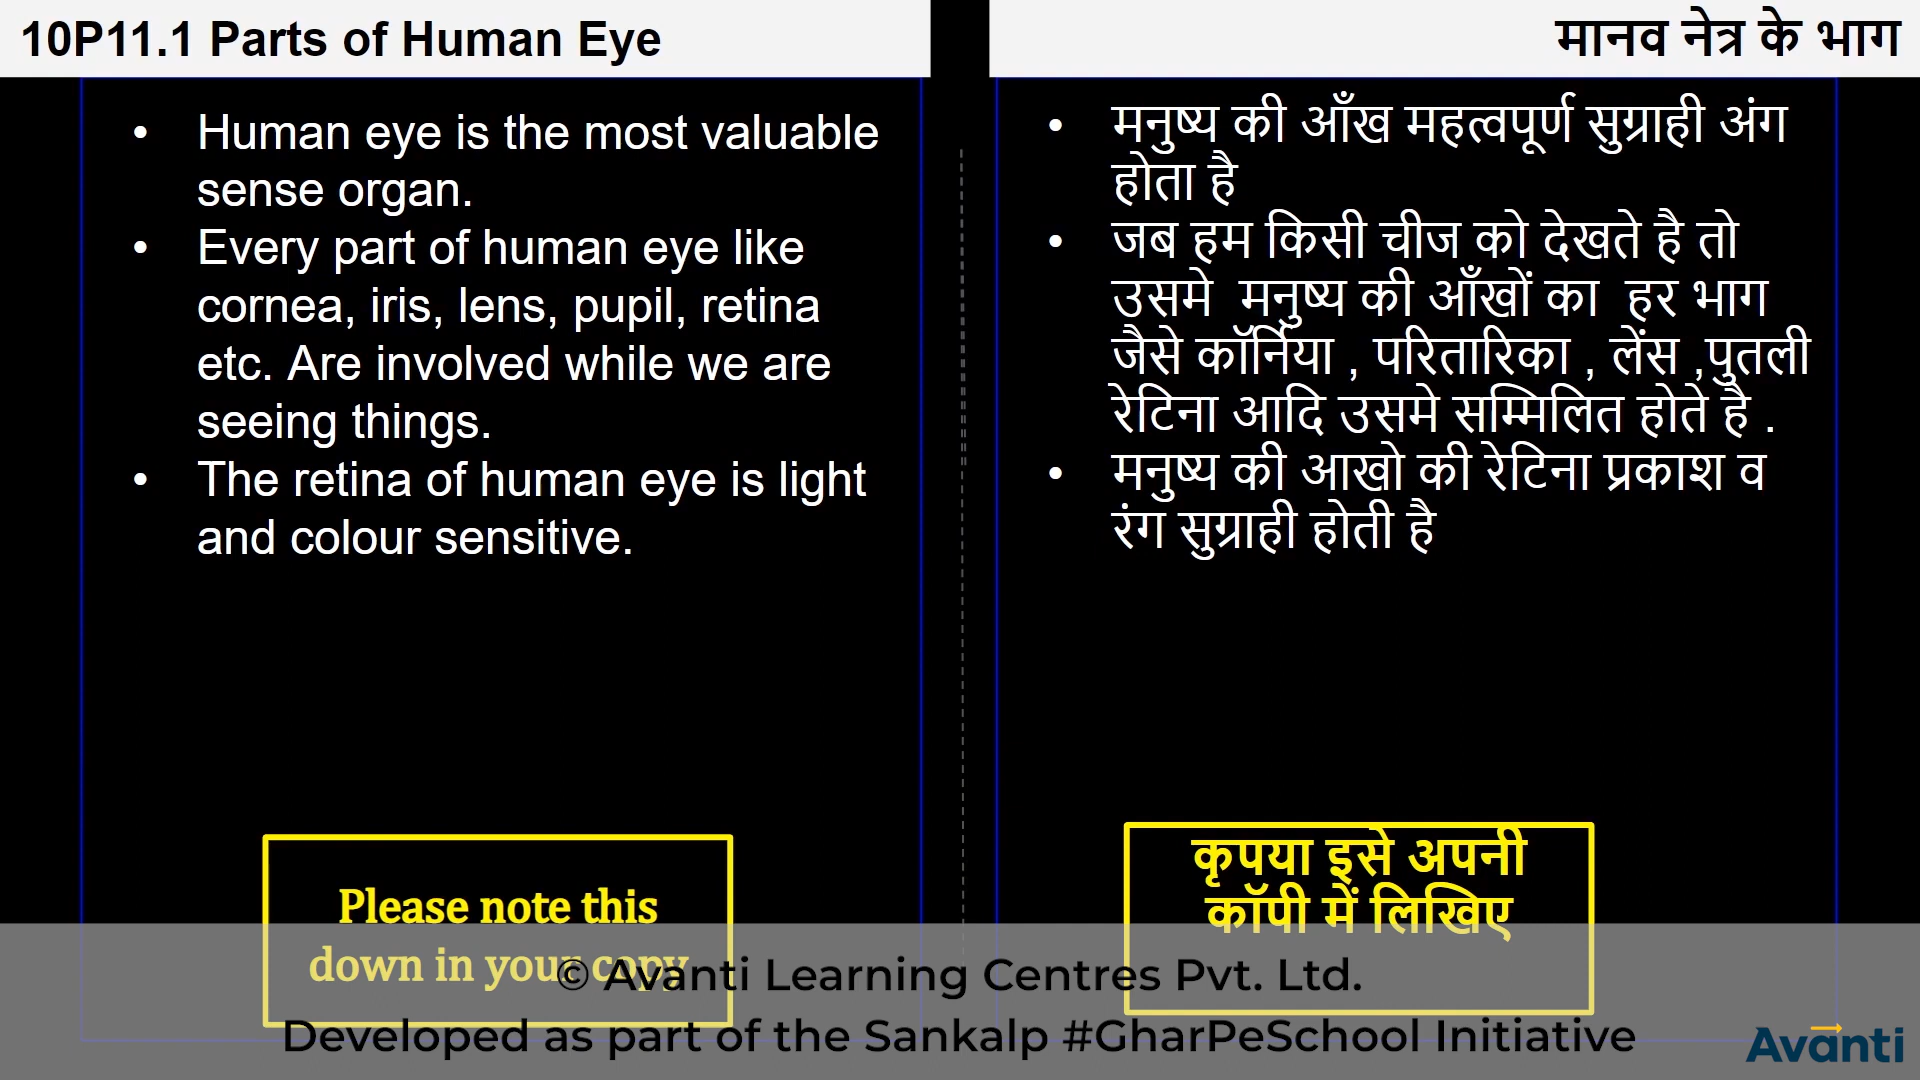 10P11.1 Parts of Human Eye
मानव नेत्र के भाग
• Human eye is the most valuable
sense organ.
• Every part of human eye like
cornea, iris, lens, pupil, retina
etc. Are involved while we are
seeing things.
• The retina of human eye is light
and colour sensitive.
• मनुष्य की आँख महत्वपूर्ण सुग्राही अंग
होता है
• जब हम किसी चीज को देखते है तो
उसमे मनुष्य की आँखों का हर भाग
जैसे कॉर्निया , परितारिका , लेंस ,पुतली
रेटिना आदि उसमे सम्मिलित होते है .
• मनुष्य की आखो की रेटिना प्रकाश व
रंग सुग्राही होती है
Please note this
down in your copy
कृपया इसे अपनी
कॉपी में लिखिए
© Avanti Learning Centres Pvt. Ltd.
Developed as part of the Sankalp #GharPeSchool Initiative
Avanti